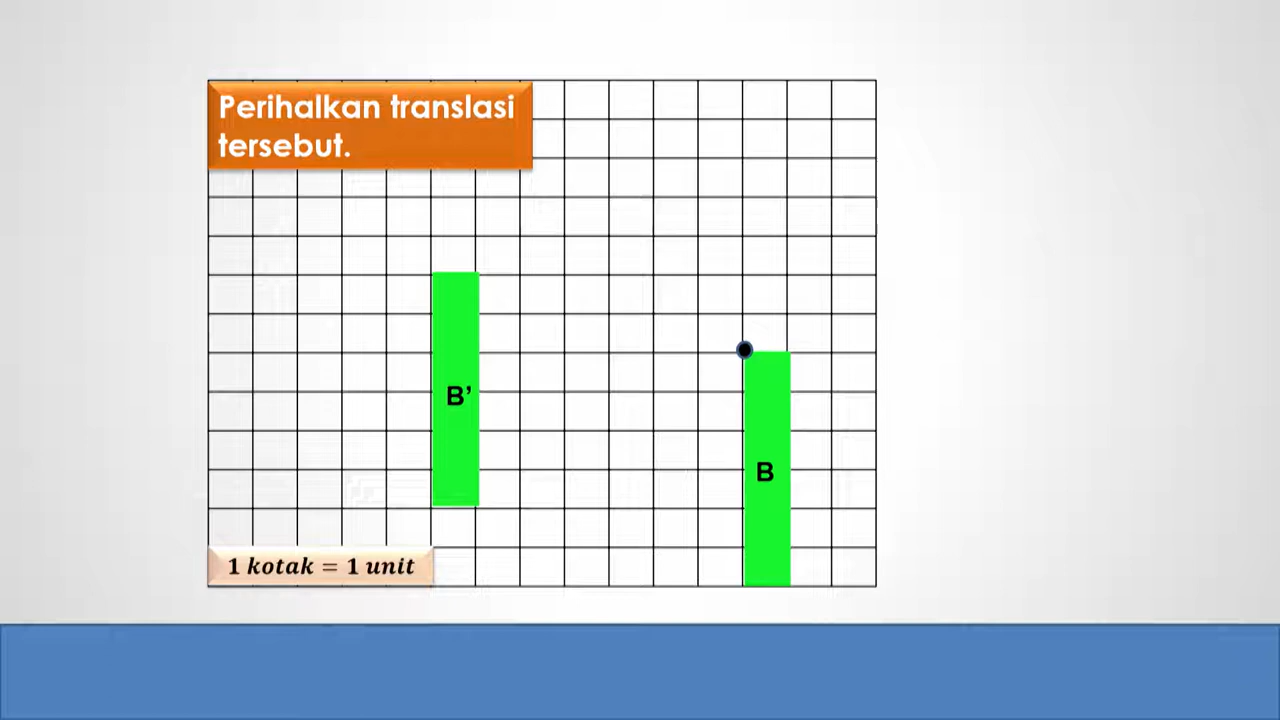 Perihalkan translasi
tersebut.
B’
B
1 kotak = 1 unit